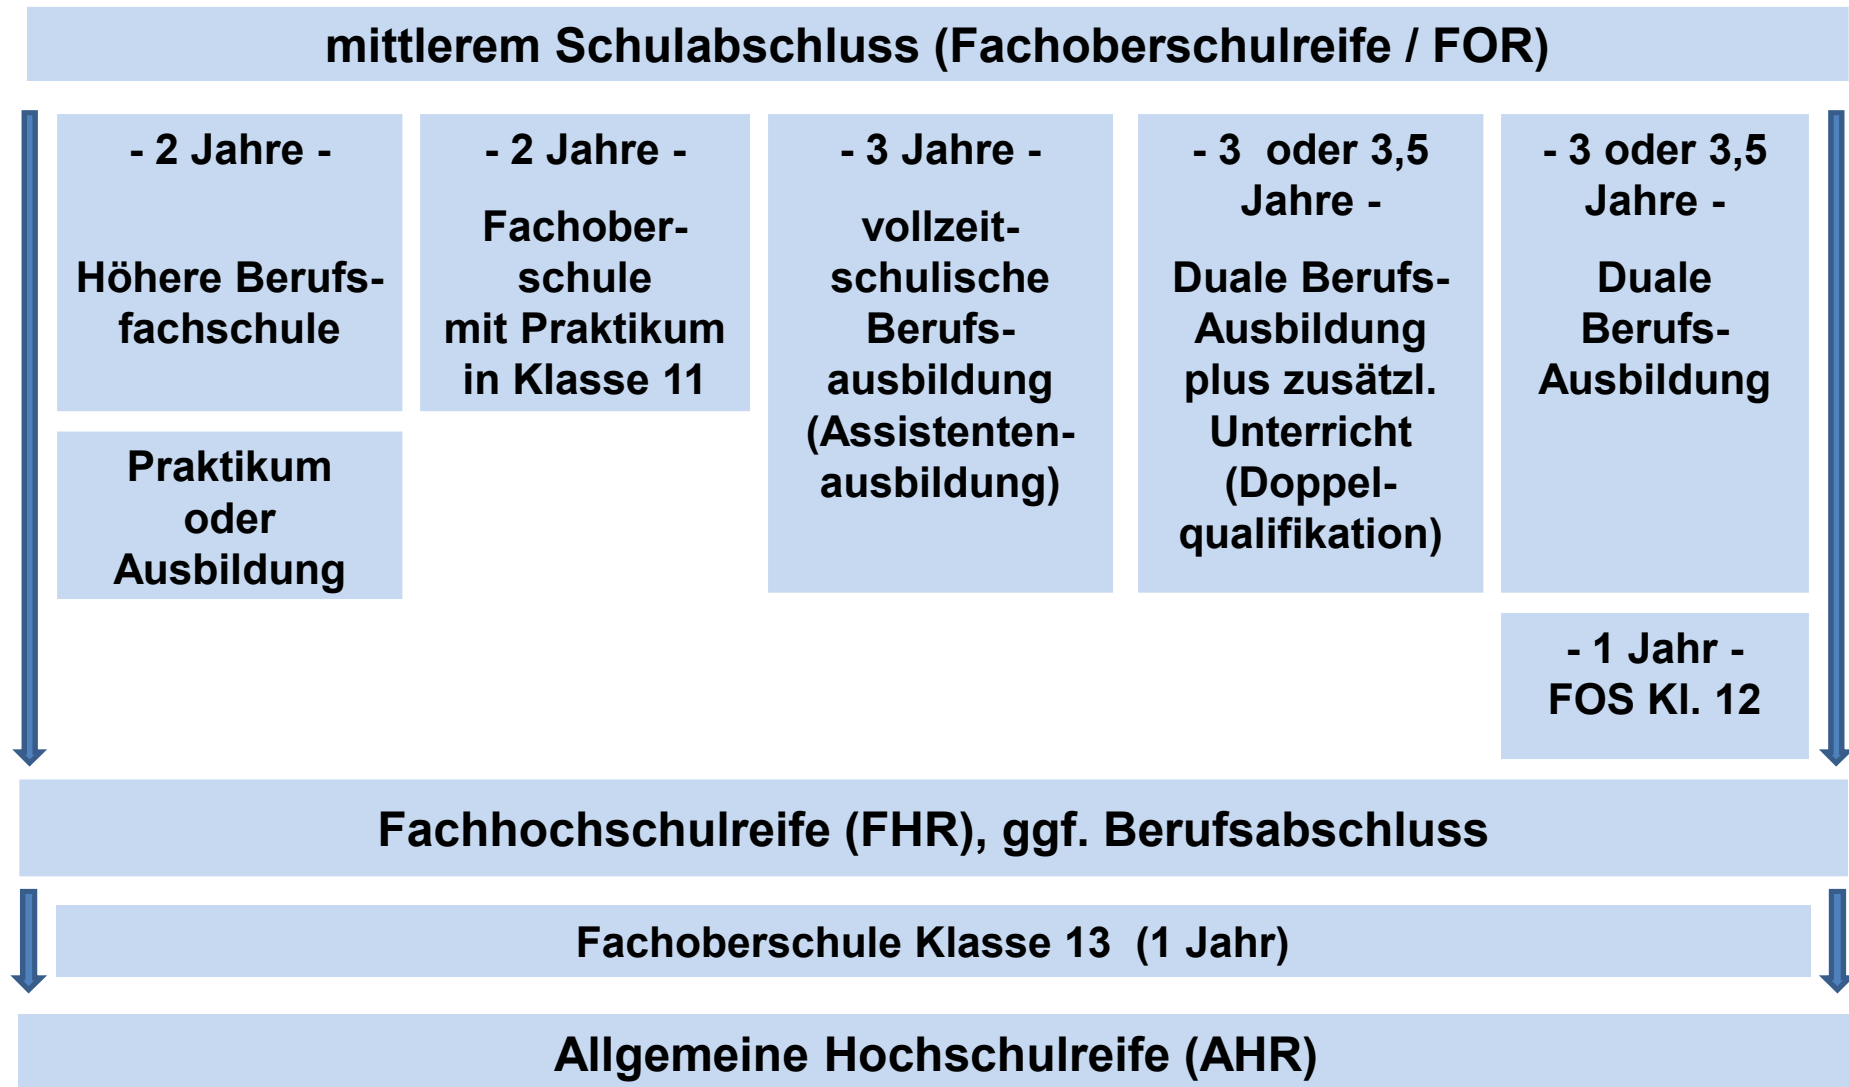 mittlerem Schulabschluss (Fachoberschulreife / FOR)
- 2 Jahre -
Höhere Berufs-
fachschule
Praktikum
oder
Ausbildung
- 2 Jahre -
Fachober-
schule
mit Praktikum
in Klasse 11
- 3 Jahre -
vollzeit-
schulische
Berufs-
ausbildung
(Assistenten-
ausbildung)
- 3  oder 3,5
Jahre -
Duale Berufs-
Ausbildung
plus zusätzl.
Unterricht
(Doppel-
qualifikation)
- 3 oder 3,5
Jahre -
Duale
Berufs-
Ausbildung
- 1 Jahr -
FOS Kl. 12
Fachhochschulreife (FHR), ggf. Berufsabschluss
Fachoberschule Klasse 13  (1 Jahr)
Allgemeine Hochschulreife (AHR)